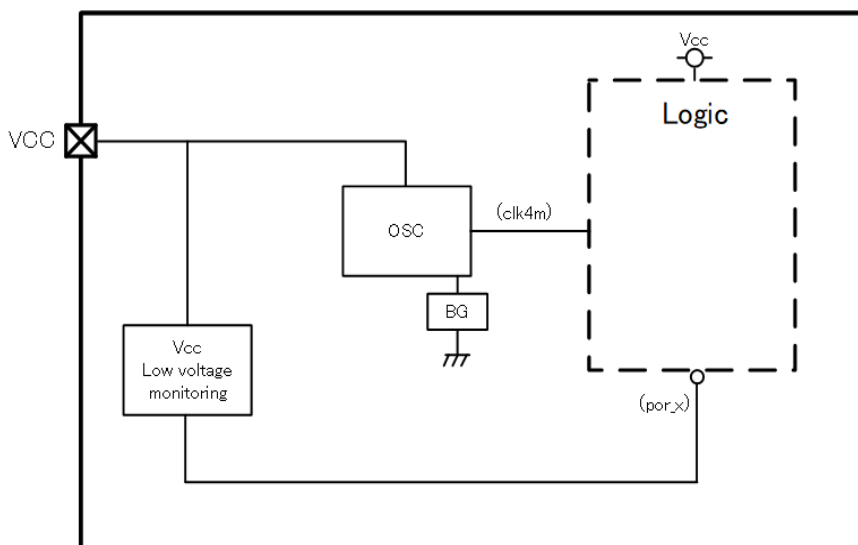 Vcc
Logic
VCC
(clk4m)
OSC
BG
Vcc
Low voltage
monitoring
(por_x)